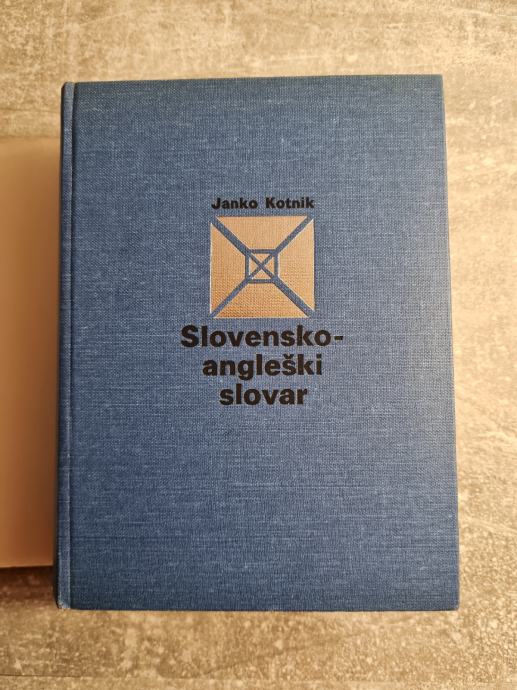 Janko Kotnik
Slovensko-
angleški
slovar